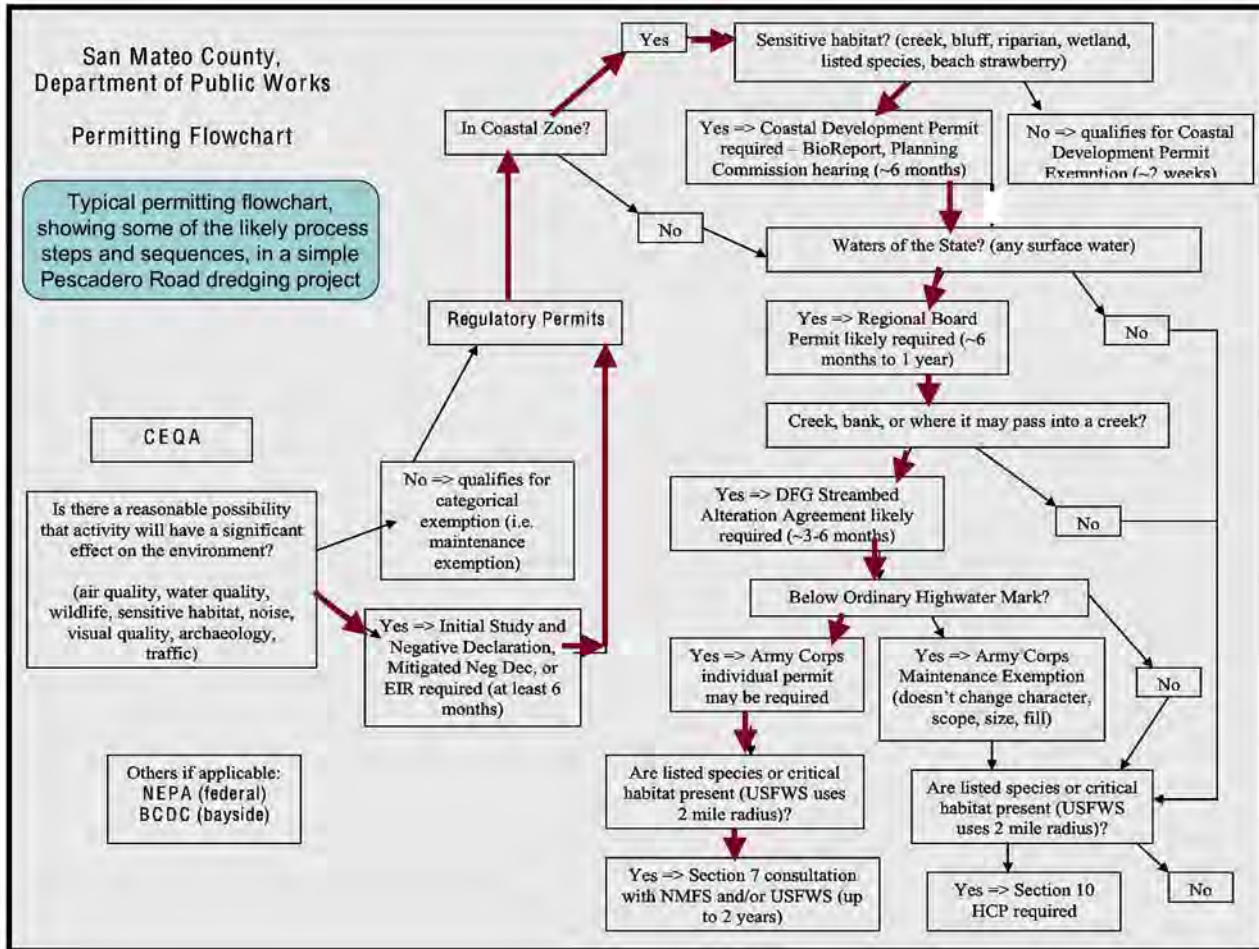 San Mateo County,
Department of Public Works
Permitting Flowchart
Typical permitting flowchart,
showing some of the likely process
steps and sequences, in a simple
Pescadero Road dredging project
Yes
Sensitive habitat? (creek, bluff, riparian, wetland,
listed species, beach strawberry)
In Coastal Zone?
Yes => Coastal Development Permit
required – BioReport, Planning
Commission hearing (~6 months)
No => qualifies for Coastal
Development Permit
Exemption (~2 weeks)
No
Waters of the State? (any surface water)
Regulatory Permits
Yes => Regional Board
Permit likely required (~6
months to 1 year)
No
CEQA
Creek, bank, or where it may pass into a creek?
Is there a reasonable possibility
that activity will have a significant
effect on the environment?
(air quality, water quality,
wildlife, sensitive habitat, noise,
visual quality, archaeology,
traffic)
No => qualifies for
categorical
exemption (i.e.
maintenance
exemption)
Yes => DFG Streambed
Alteration Agreement likely
required (~3-6 months)
No
Below Ordinary Highwater Mark?
Yes => Initial Study and
Negative Declaration,
Mitigated Neg Dec, or
EIR required (at least 6
months)
Yes => Army Corps
individual permit
may be required
Yes => Army Corps
Maintenance Exemption
(doesn't change character,
scope, size, fill)
No
Others if applicable:
NEPA (federal)
BCDC (bayside)
Are listed species or critical
habitat present (USFWS uses
2 mile radius)?
Are listed species or critical
habitat present (USFWS
uses 2 mile radius)?
Yes => Section 7 consultation
with NMFS and/or USFWS (up
to 2 years)
Yes => Section 10
HCP required
No